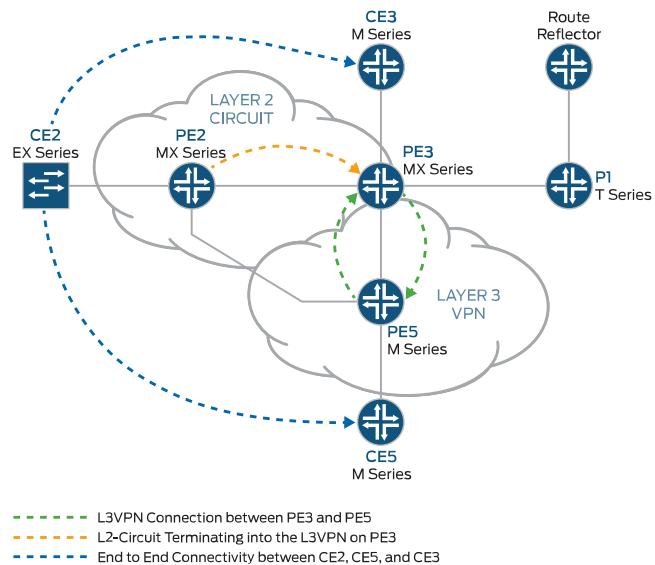 CE3
M Series
Route
Reflector
LAYER 2
CIRCUIT
CE2
EX Series
PE2
MX Series
PE3
MX Series
P1
T Series
LAYER 3
VPN
PE5
M Series
CE5
M Series
L3VPN Connection between PE3 and PE5
L2-Circuit Terminating into the L3VPN on PE3
End to End Connectivity between CE2, CE5, and CE3